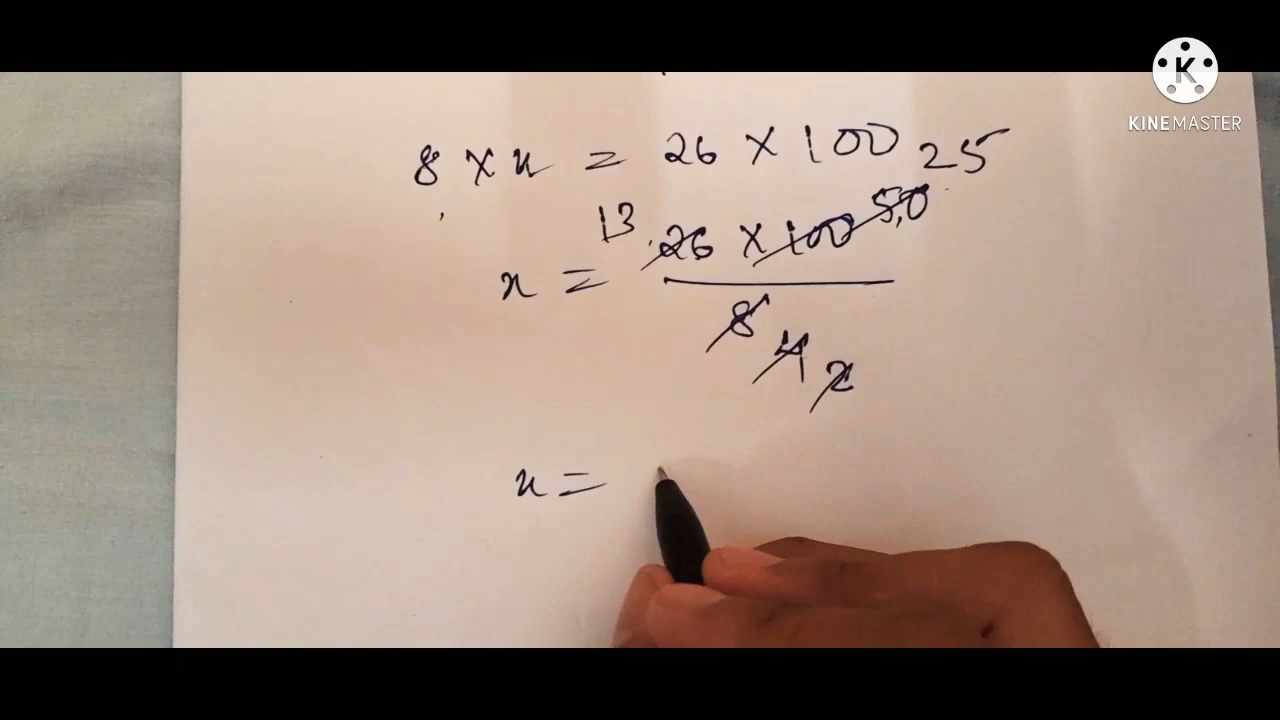 KINEMASTER
8 × x = 26 × 100
25
13 50
x = 26 × 100
8 4 2
x =